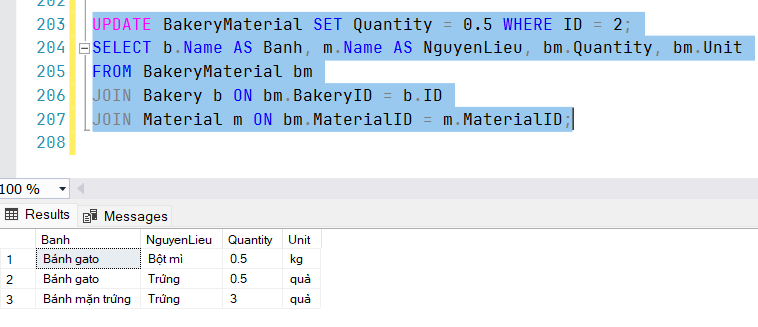 202
203 UPDATE BakeryMaterial SET Quantity = 0.5 WHERE ID = 2;
204 SELECT b.Name AS Banh, m.Name AS NguyenLieu, bm.Quantity, bm.Unit
205 FROM BakeryMaterial bm
206 JOIN Bakery b ON bm.BakeryID = b.ID
207 JOIN Material m ON bm.MaterialID = m.MaterialID;
208
100 %
Results Messages
Banh NguyenLieu Quantity Unit
1 Bánh gato Bột mì 0.5 kg
2 Bánh gato Trứng 0.5 quả
3 Bánh mặn trứng Trứng 3 quả